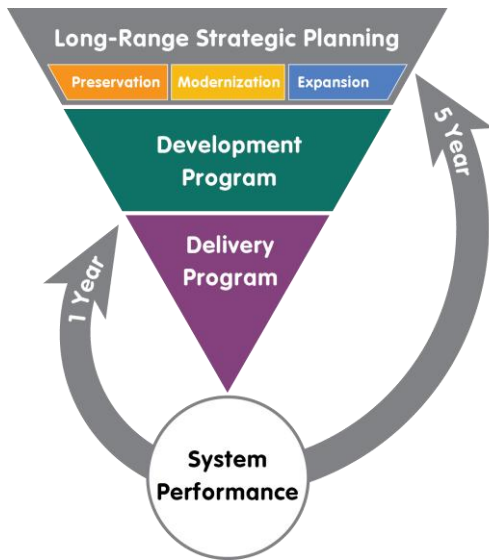 Long-Range Strategic Planning
Preservation
Modernization
Expansion
Development
Program
Delivery
Program
1 Year
5 Year
System
Performance